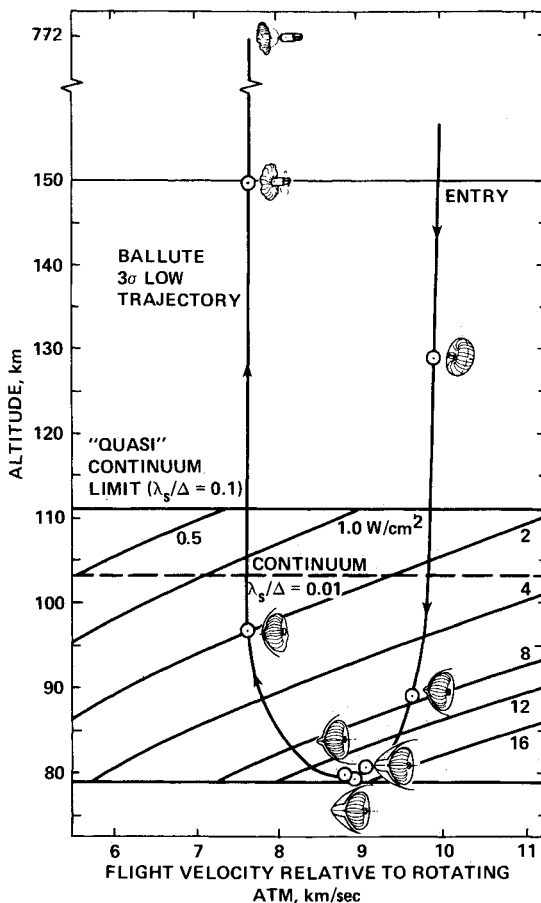 772
150
ENTRY
BALLUTE
3σ LOW
TRAJECTORY
140
130
120
ALTITUDE, km
"QUASI"
CONTINUUM
LIMIT (λs/Δ = 0.1)
110
0.5
1.0 W/cm2
2
CONTINUUM
λs/Δ = 0.01
100
4
90
8
12
16
80
6
7
8
9
10
11
FLIGHT VELOCITY RELATIVE TO ROTATING
ATM, km/sec